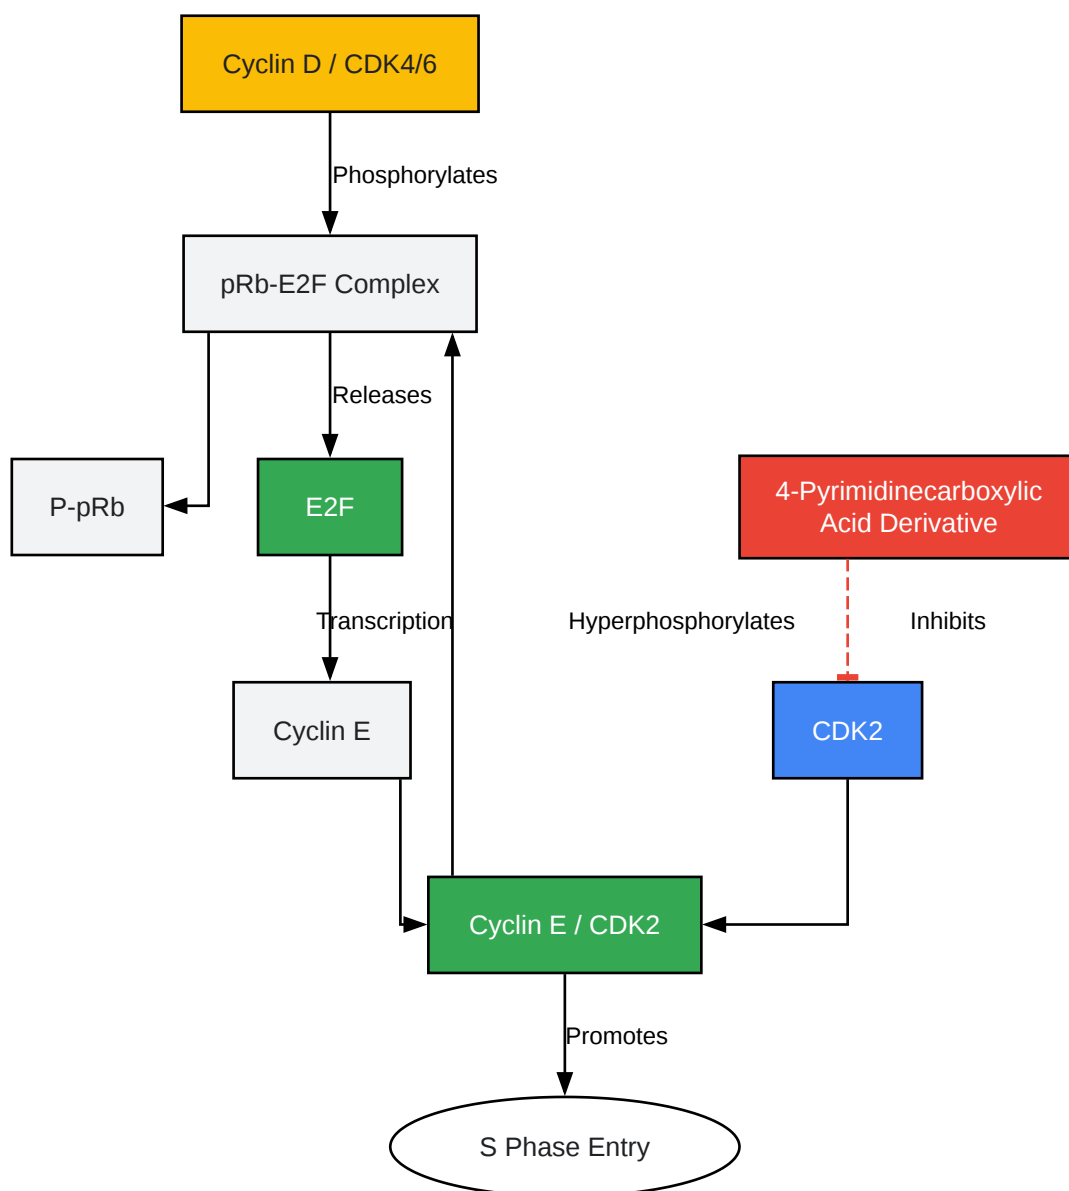 Cyclin D / CDK4/6
Phosphorylates
pRb-E2F Complex
Releases
P-pRb
E2F
4-Pyrimidinecarboxylic
Acid Derivative
Transcription
Hyperphosphorylates
Inhibits
Cyclin E
CDK2
Cyclin E / CDK2
Promotes
S Phase Entry